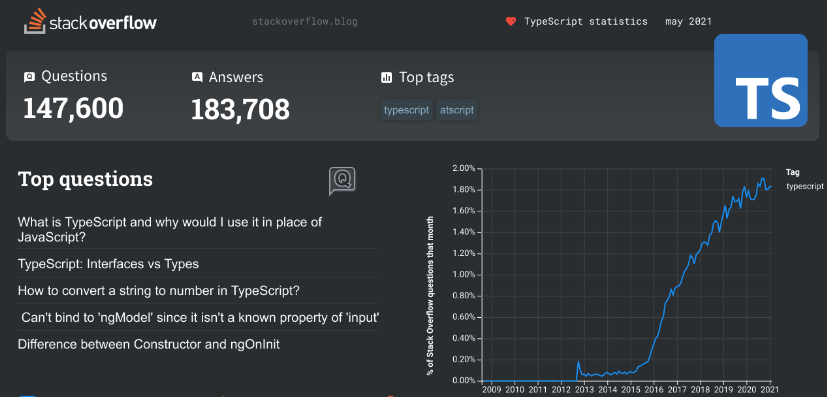 stackoverflow
stackoverflow.blog
TypeScript statistics
may 2021
Questions
147,600
Answers
183,708
Top tags
typescript
atscript
TS
Top questions
Q
What is TypeScript and why would I use it in place of
JavaScript?
TypeScript: Interfaces vs Types
How to convert a string to number in TypeScript?
Can't bind to 'ngModel' since it isn't a known property of 'input'
Difference between Constructor and ngOnInit
% of Stack Overflow questions that month
2.00%
1.80%
1.60%
1.40%
1.20%
1.00%
0.80%
0.60%
0.40%
0.20%
0.00%
2009 2010 2011 2012 2013 2014 2015 2016 2017 2018 2019 2020 2021
Tag
typescript